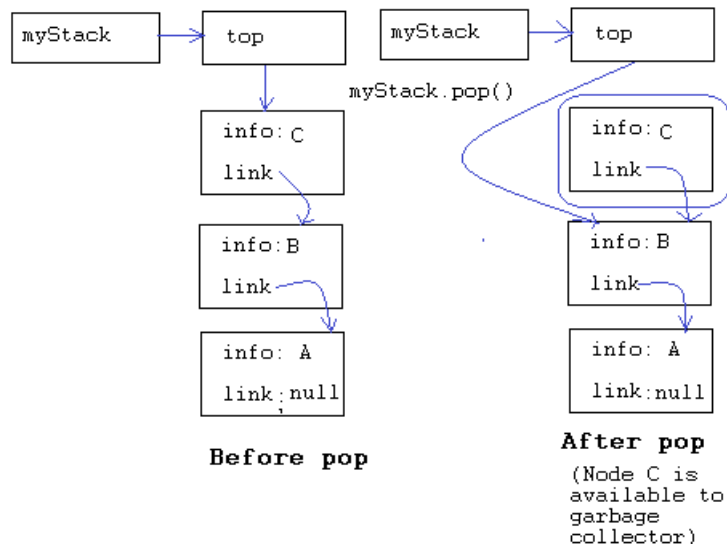 myStack
top
info: C
link
info: B
link
info: A
link: null
Before pop
myStack.pop()
myStack
top
info: C
link
info: B
link
info: A
link: null
After pop
(Node C is
available to
garbage
collector)